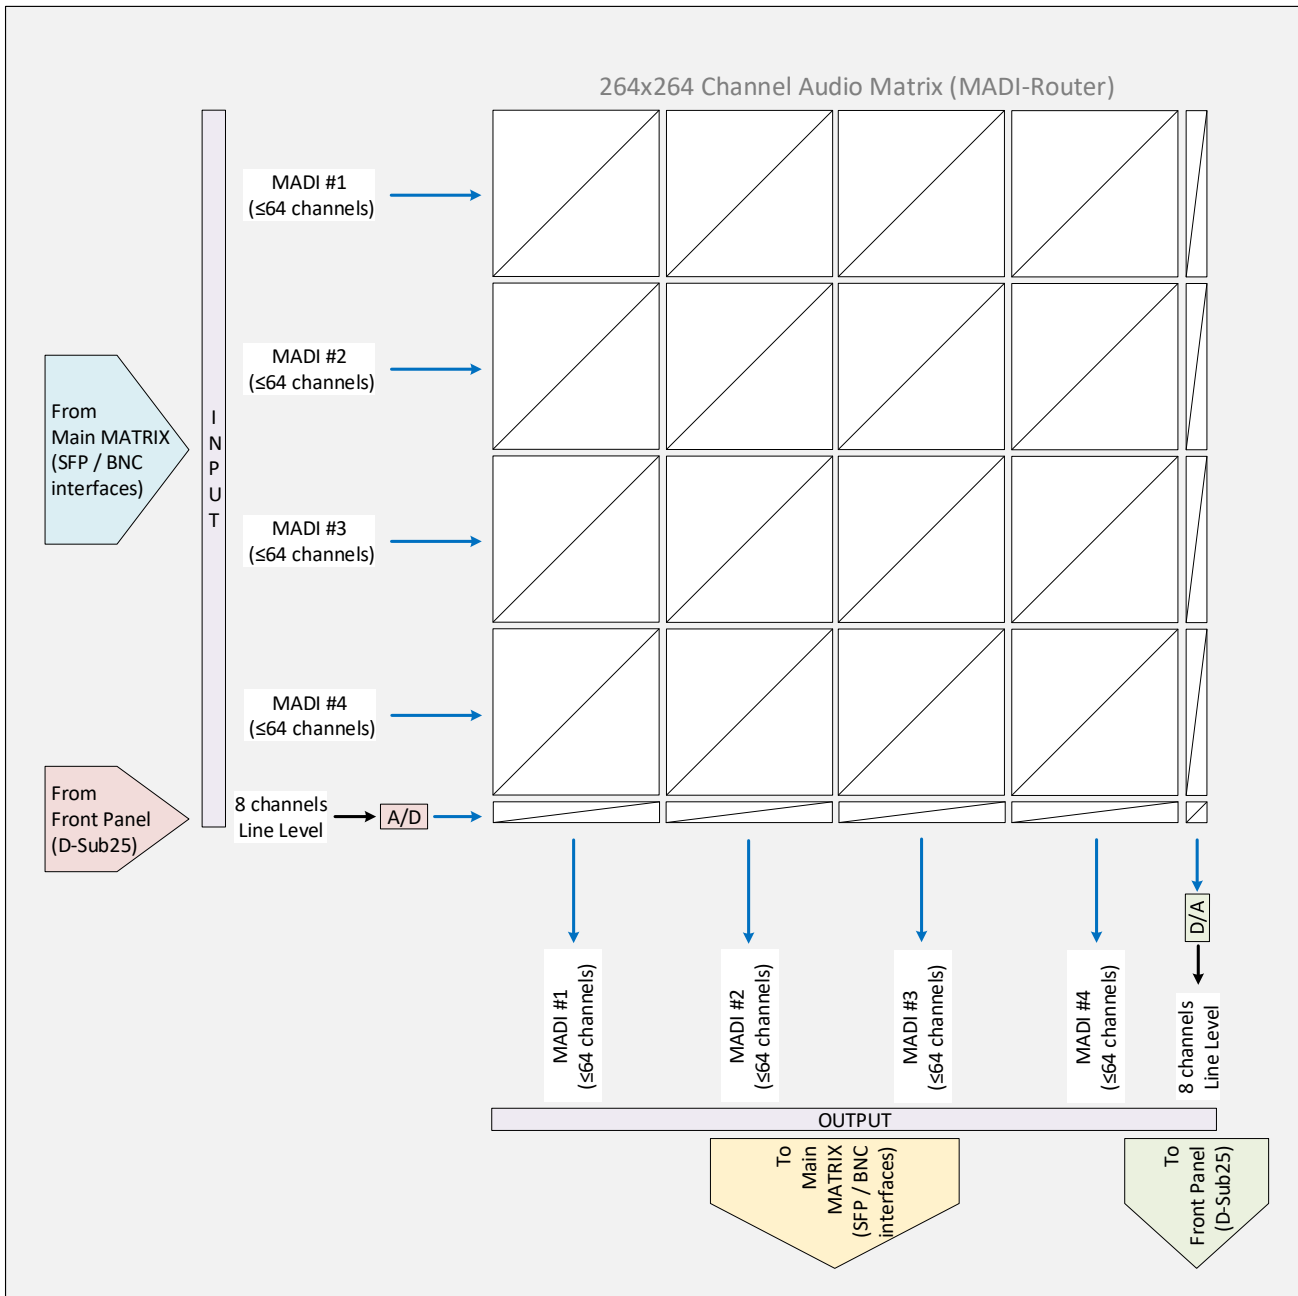 264x264 Channel Audio Matrix (MADI-Router)
MADI #1
(≤64 channels)
MADI #2
(≤64 channels)
From
Main MATRIX
(SFP / BNC
interfaces)
I
N
P
U
T
MADI #3
(≤64 channels)
MADI #4
(≤64 channels)
From
Front Panel
(D-Sub25)
8 channels
Line Level
A/D
D/A
MADI #1
(≤64 channels)
MADI #2
(≤64 channels)
MADI #3
(≤64 channels)
MADI #4
(≤64 channels)
8 channels
Line Level
OUTPUT
To
Main
MATRIX
(SFP / BNC
interfaces)
To
Front Panel
(D-Sub25)